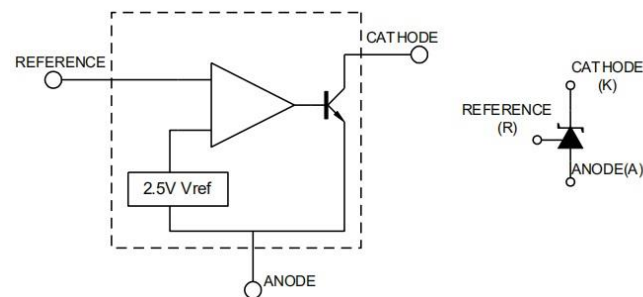 CATHODE
REFERENCE
2.5V Vref
ANODE
CATHODE
(K)
REFERENCE
(R)
ANODE(A)